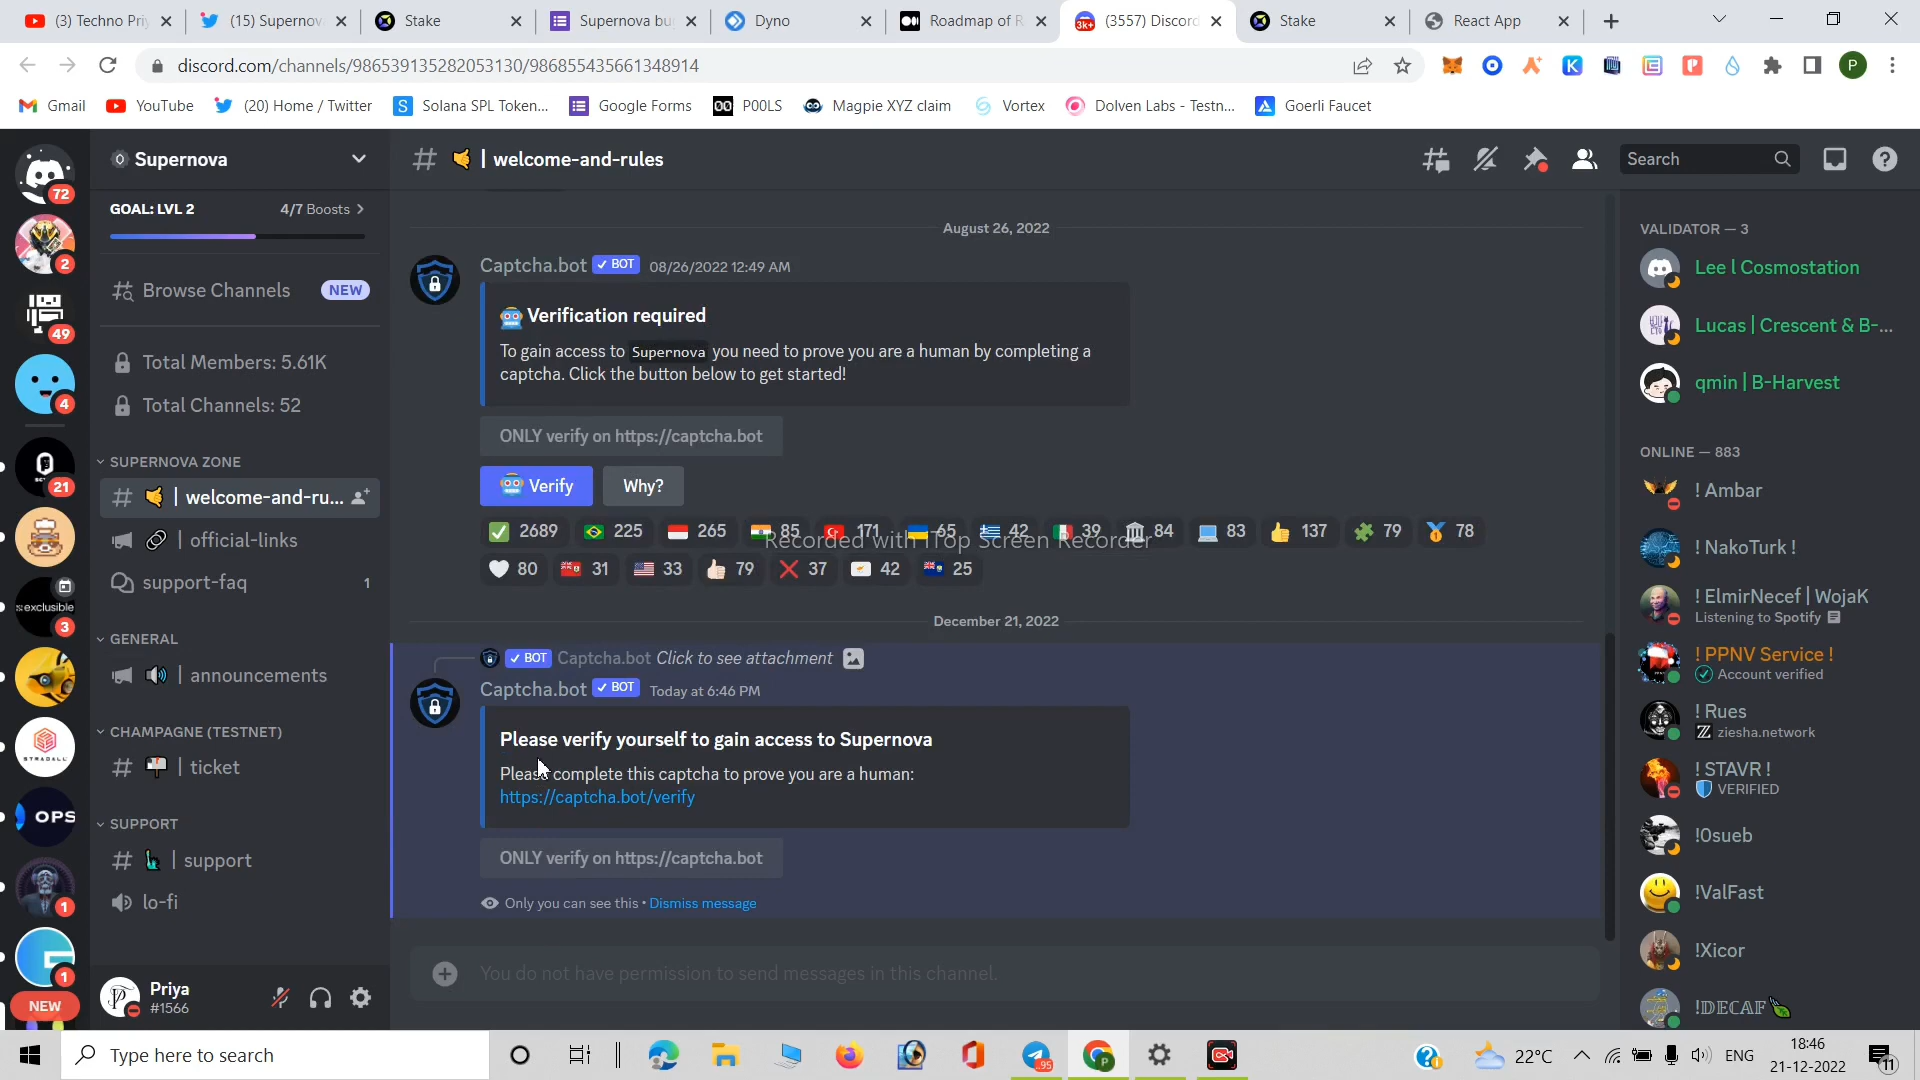 (3) Techno Pri
(15) Supernov
Stake
Supernova bu
Dyno
Roadmap of R
(3557) Discord
Stake
React App
discord.com/channels/986539135282053130/986855435661348914
Gmail
YouTube
(20) Home / Twitter
Solana SPL Token...
Google Forms
P00LS
Magpie XYZ claim
Vortex
Dolven Labs - Testn...
Goerli Faucet
Supernova
# | welcome-and-rules
Search
72
2
49
4
21
exclusible
3
STRADALL
OPS
1
1
NEW
GOAL: LVL 2 4/7 Boosts >
Browse Channels NEW
Total Members: 5.61K
Total Channels: 52
SUPERNOVA ZONE
# | welcome-and-ru...
| official-links
support-faq 1
GENERAL
| announcements
CHAMPAGNE (TESTNET)
# | ticket
SUPPORT
# | support
lo-fi
Priya
#1566
August 26, 2022
Captcha.bot ✓ BOT 08/26/2022 12:49 AM
Verification required
To gain access to Supernova you need to prove you are a human by completing a
captcha. Click the button below to get started!
ONLY verify on https://captcha.bot
Verify Why?
2689 225 265 85 171 65 42 39 84 83 137 79 78
Recorded with iTop Screen Recorder
80 31 33 79 37 42 25
December 21, 2022
✓ BOT Captcha.bot Click to see attachment
Captcha.bot ✓ BOT Today at 6:46 PM
Please verify yourself to gain access to Supernova
Please complete this captcha to prove you are a human:
https://captcha.bot/verify
ONLY verify on https://captcha.bot
Only you can see this • Dismiss message
You do not have permission to send messages in this channel.
VALIDATOR — 3
Lee l Cosmostation
Lucas | Crescent & B-...
qmin | B-Harvest
ONLINE — 883
! Ambar
! NakoTurk !
! ElmirNecef | WojaK
Listening to Spotify
! PPNV Service !
Account verified
! Rues
ziesha.network
! STAVR !
VERIFIED
!0sueb
!ValFast
!Xicor
!𝔻𝔼ℂ𝔸𝔽
Type here to search
95
22°C
ENG
18:46
21-12-2022
11